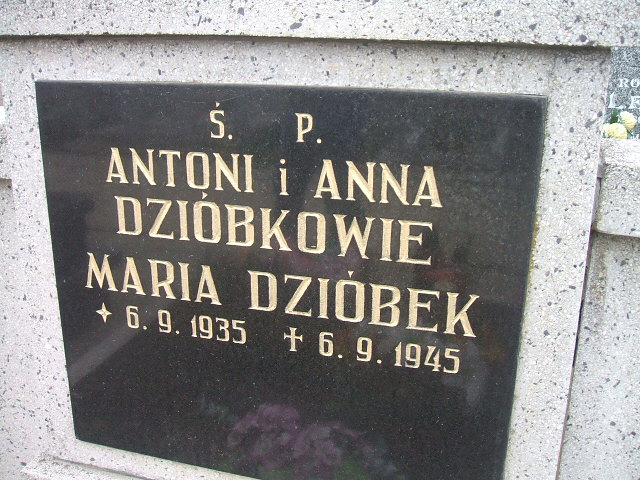 Ś. P.
ANTONI i ANNA
DZIÓBKOWIE
MARIA DZIÓBEK
✦ 6.9.1935 ✝ 6.9.1945